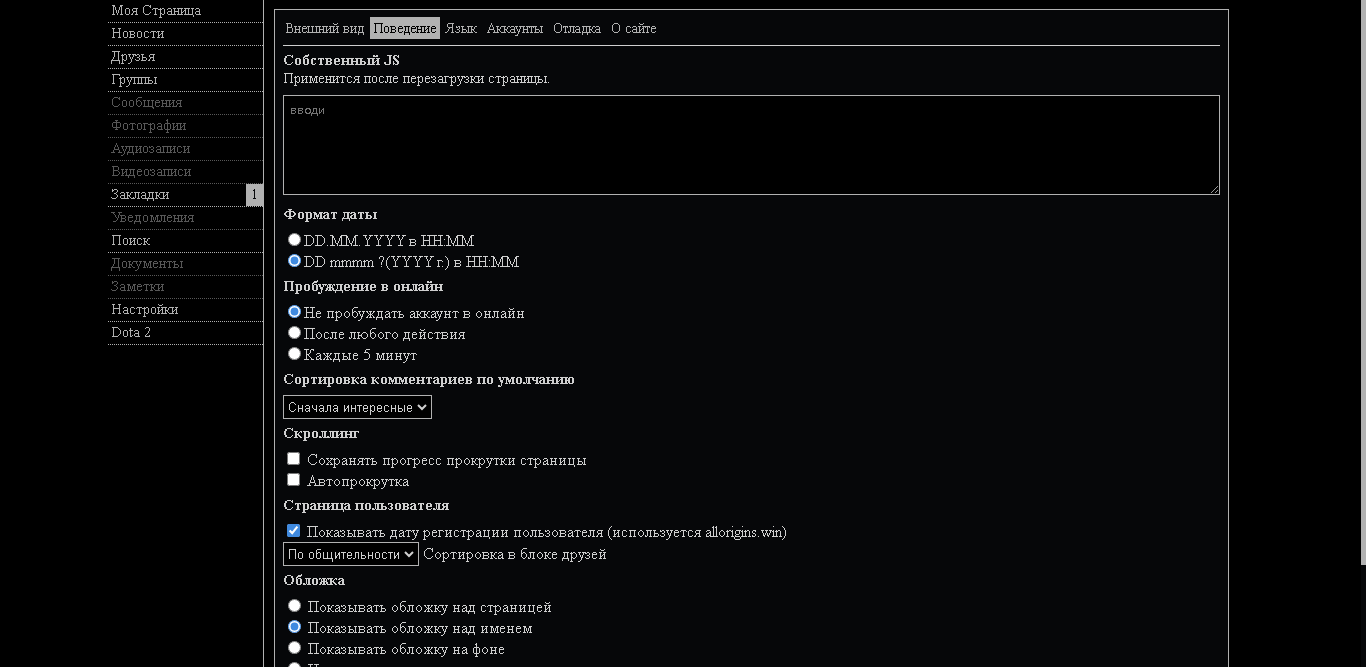 Моя Страница
Новости
Друзья
Группы
Сообщения
Фотографии
Аудиозаписи
Видеозаписи
Закладки 1
Уведомления
Поиск
Документы
Заметки
Настройки
Dota 2
Внешний вид Поведение Язык Аккаунты Отладка О сайте
Собственный JS
Применится после перезагрузки страницы.
вводи
Формат даты
DD.MM.YYYY в HH:MM
DD mmmm ?(YYYY г.) в HH:MM
Пробуждение в онлайн
Не пробуждать аккаунт в онлайн
После любого действия
Каждые 5 минут
Сортировка комментариев по умолчанию
Сначала интересные
Скроллинг
Сохранять прогресс прокрутки страницы
Автопрокрутка
Страница пользователя
Показывать дату регистрации пользователя (используется allorigins.win)
По общительности Сортировка в блоке друзей
Обложка
Показывать обложку над страницей
Показывать обложку над именем
Показывать обложку на фоне